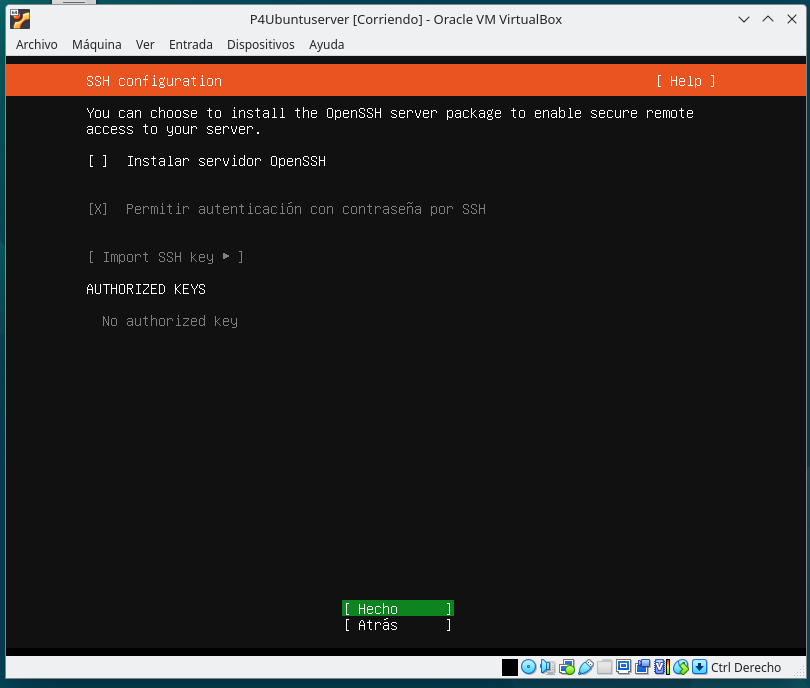 P4Ubuntuserver [Corriendo] - Oracle VM VirtualBox
Archivo Máquina Ver Entrada Dispositivos Ayuda
SSH configuration [ Help ]
You can choose to install the OpenSSH server package to enable secure remote
access to your server.
[ ] Instalar servidor OpenSSH
[X] Permitir autenticación con contraseña por SSH
[ Import SSH key ▸ ]
AUTHORIZED KEYS
No authorized key
[ Hecho ]
[ Atrás ]
Ctrl Derecho